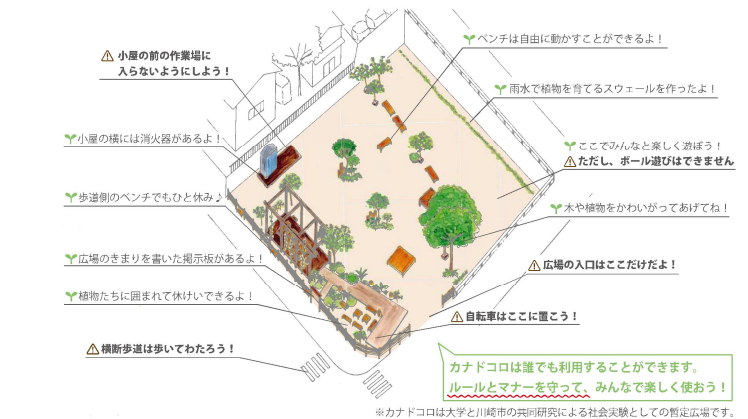 ベンチは自由に動かすことができるよ！
小屋の前の作業場に
入らないようにしよう！
雨水で植物を育てるスウェールを作ったよ！
小屋の横には消火器があるよ！
ここでみんなと楽しく遊ぼう！
ただし、ボール遊びはできません
歩道側のベンチでもひと休み♪
木や植物をかわいがってあげてね！
広場のきまりを書いた掲示板があるよ！
広場の入口はここだけだよ！
植物たちに囲まれて休けいできるよ！
自転車はここに置こう！
横断歩道は歩いてわたろう！
カナドコロは誰でも利用することができます。
ルールとマナーを守って、みんなで楽しく使おう！
※カナドコロは大学と川崎市の共同研究による社会実験としての暫定広場です。